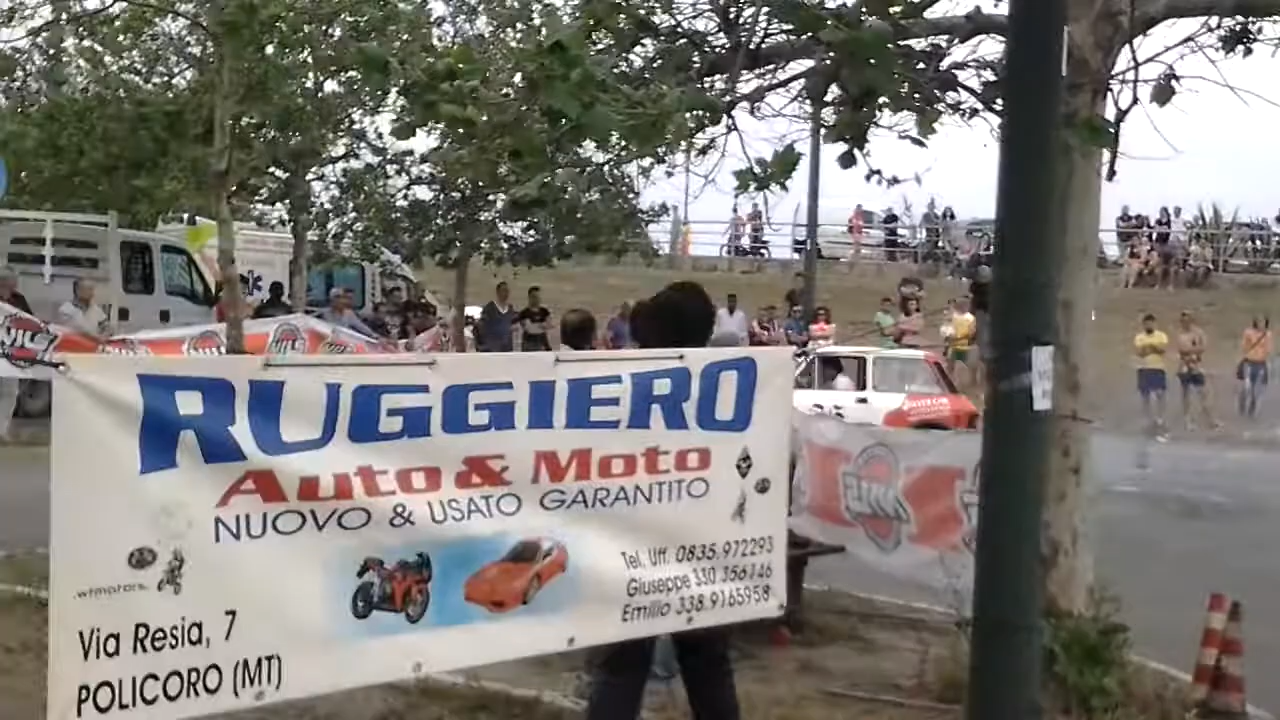 RUGGIERO
Auto & Moto
NUOVO & USATO GARANTITO
Tel. Uff. 0835.972293
Giuseppe 330 356146
Emilio 338.9165958
Via Resia, 7
POLICORO (MT)